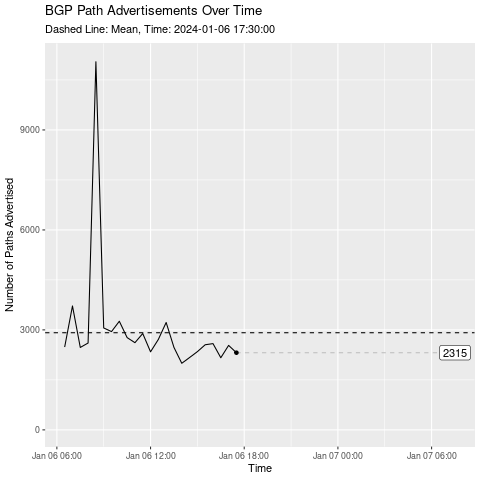 BGP Path Advertisements Over Time
Dashed Line: Mean, Time: 2024-01-06 17:30:00
Number of Paths Advertised
9000
6000
3000
0
2315
Jan 06 06:00 Jan 06 12:00 Jan 06 18:00 Jan 07 00:00 Jan 07 06:00
Time